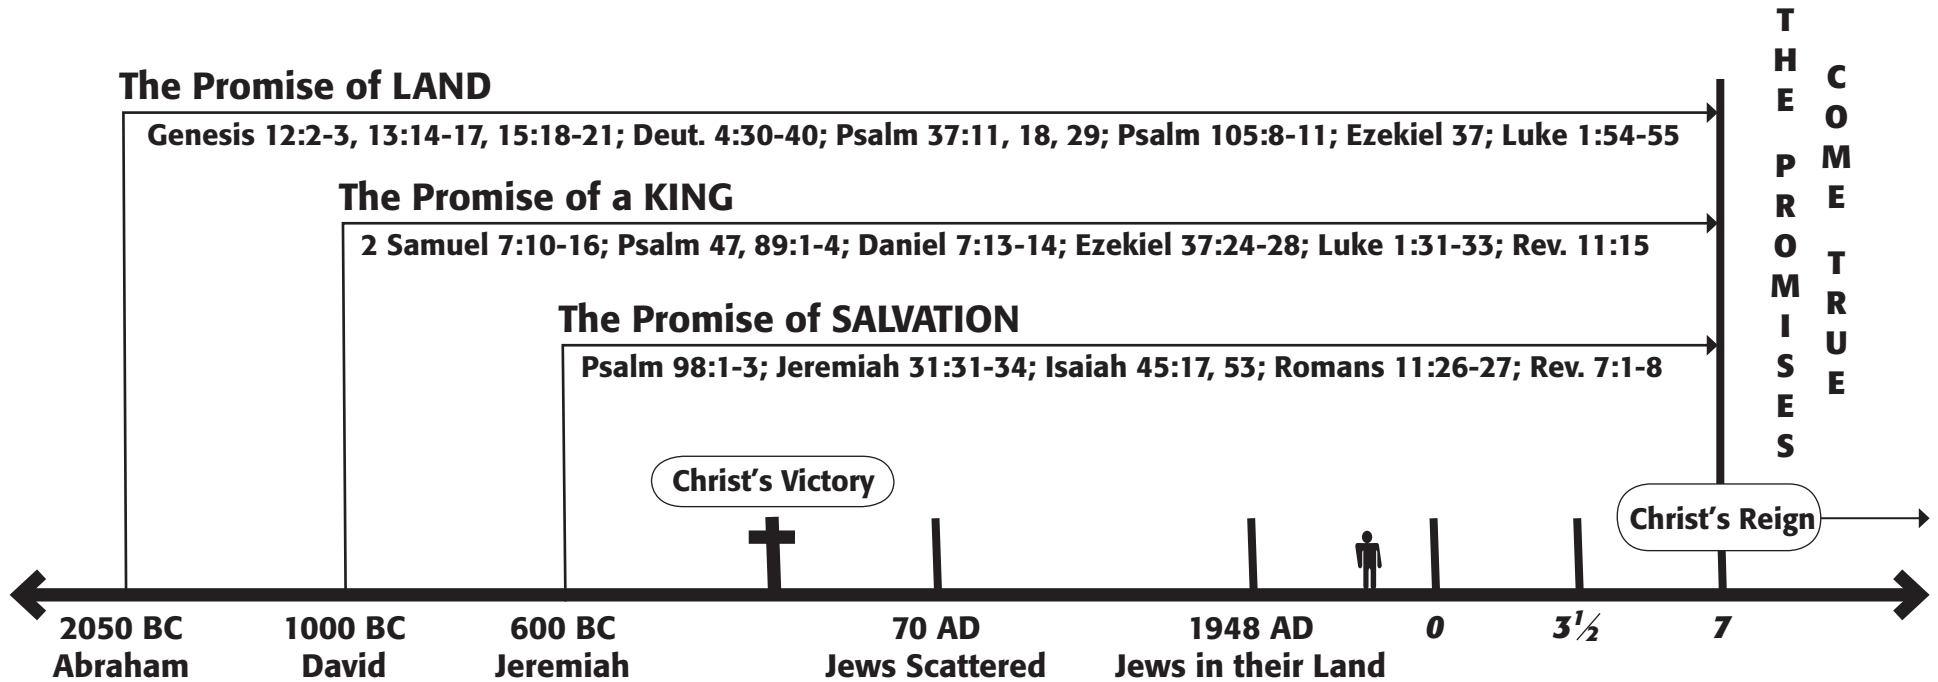 THE PROMISES
COME TRUE
The Promise of LAND
Genesis 12:2-3, 13:14-17, 15:18-21; Deut. 4:30-40; Psalm 37:11, 18, 29; Psalm 105:8-11; Ezekiel 37; Luke 1:54-55
The Promise of a KING
2 Samuel 7:10-16; Psalm 47, 89:1-4; Daniel 7:13-14; Ezekiel 37:24-28; Luke 1:31-33; Rev. 11:15
The Promise of SALVATION
Psalm 98:1-3; Jeremiah 31:31-34; Isaiah 45:17, 53; Romans 11:26-27; Rev. 7:1-8
Christ's Victory
Christ's Reign
2050 BC
Abraham
1000 BC
David
600 BC
Jeremiah
70 AD
Jews Scattered
1948 AD
Jews in their Land
0
3½
7